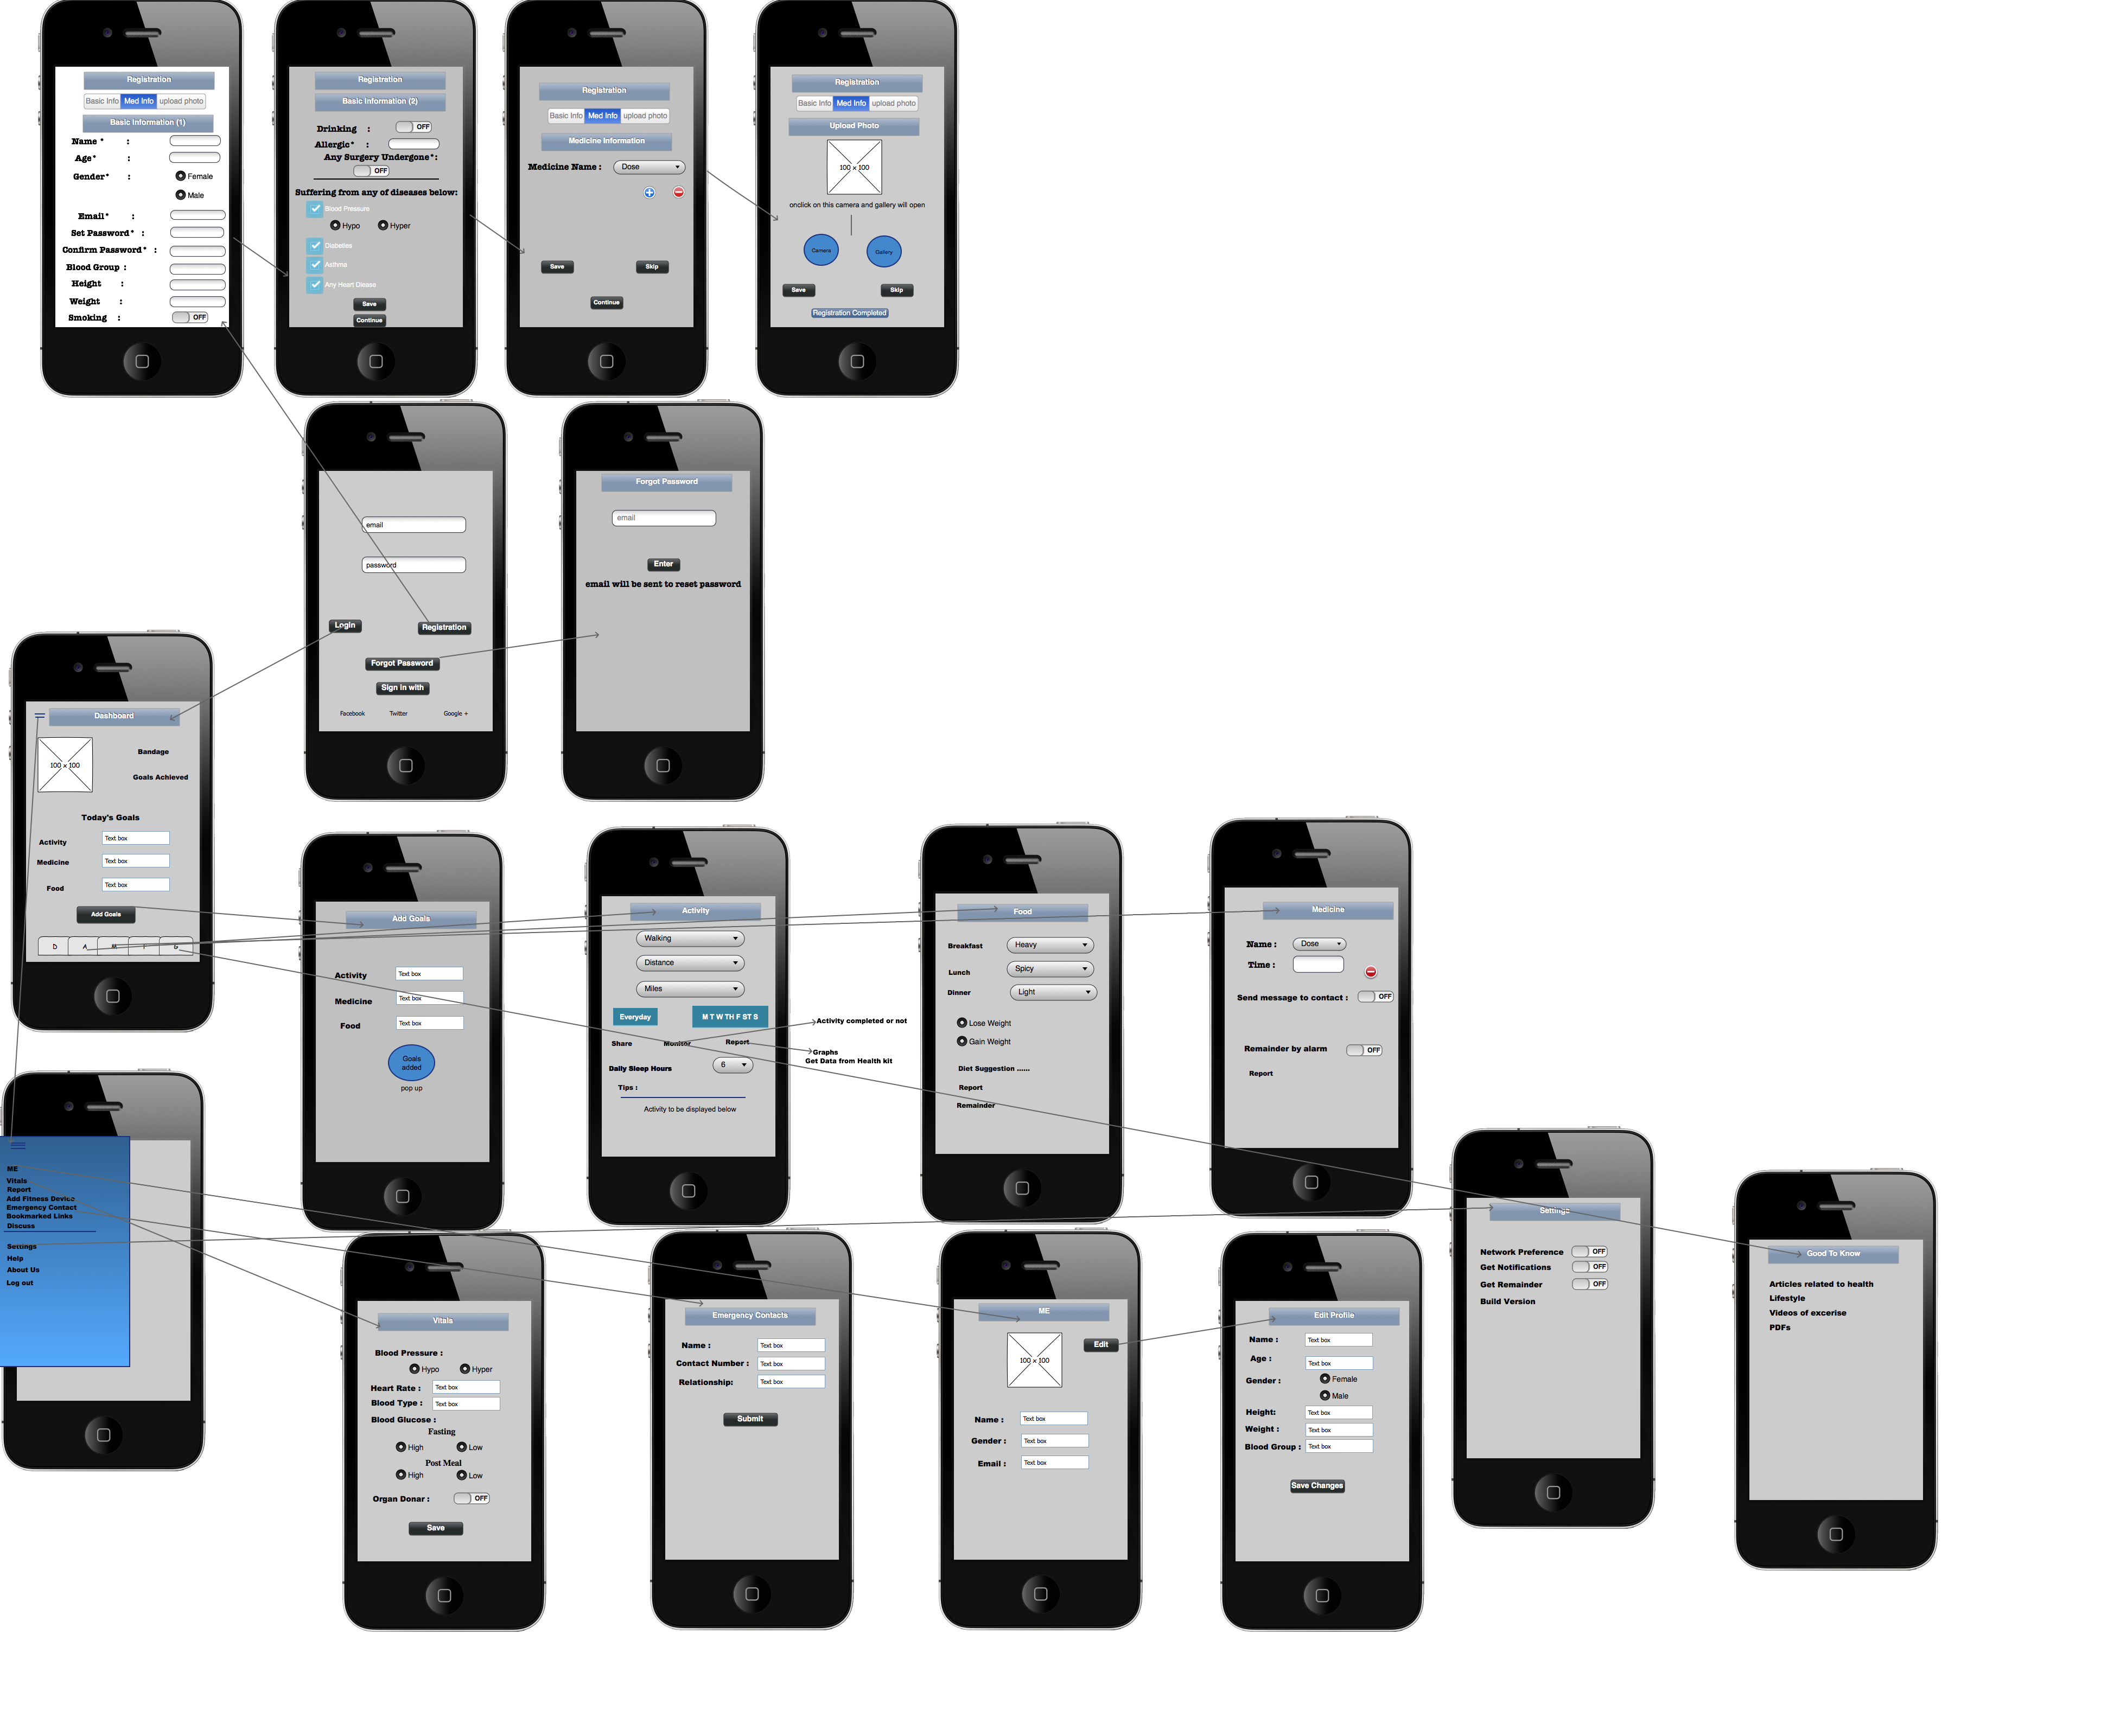 Registration
Basic Info Med Info upload photo
Basic Information (1)
Name * :
Age* :
Gender* : Female
Male
Email* :
Set Password* :
Confirm Password* :
Blood Group :
Height :
Weight :
Smoking : OFF
Registration
Basic Information (2)
Drinking : OFF
Allergic* :
Any Surgery Undergone*:
OFF
Suffering from any of diseases below:
Blood Pressure
Hypo Hyper
Diabeties
Asthma
Any Heart Diease
Save
Continue
Registration
Basic Info Med Info upload photo
Medicine Information
Medicine Name : Dose
Save Skip
Continue
Registration
Basic Info Med Info upload photo
Upload Photo
100 x 100
onclick on this camera and gallery will open
Camera Gallery
Save Skip
Registration Completed
email
password
Login Registration
Forgot Password
Sign in with
Facebook Twitter Google +
Forgot Password
email
Enter
email will be sent to reset password
Dashboard
100 x 100
Bandage
Goals Achieved
Today's Goals
Activity Text box
Medicine Text box
Food Text box
Add Goals
D A M F G
Add Goals
Activity Text box
Medicine Text box
Food Text box
Goals
added
pop up
Activity
Walking
Distance
Miles
Everyday M T W TH F ST S
Share Monitor Report
Activity completed or not
Graphs
Get Data from Health kit
Daily Sleep Hours 6
Tips :
Activity to be displayed below
Food
Breakfast Heavy
Lunch Spicy
Dinner Light
Lose Weight
Gain Weight
Diet Suggestion ......
Report
Remainder
Medicine
Name : Dose
Time :
Send message to contact : OFF
Remainder by alarm OFF
Report
ME
Vitals
Report
Add Fitness Device
Emergency Contact
Bookmarked Links
Discuss
Settings
Help
About Us
Log out
Vitals
Blood Pressure :
Hypo Hyper
Heart Rate : Text box
Blood Type : Text box
Blood Glucose :
Fasting
High Low
Post Meal
High Low
Organ Donar : OFF
Save
Emergency Contacts
Name : Text box
Contact Number : Text box
Relationship: Text box
Submit
ME
100 x 100
Edit
Name : Text box
Gender : Text box
Email : Text box
Edit Profile
Name : Text box
Age : Text box
Gender : Female
Male
Height: Text box
Weight : Text box
Blood Group : Text box
Save Changes
Settings
Network Preference OFF
Get Notifications OFF
Get Remainder OFF
Build Version
Good To Know
Articles related to health
Lifestyle
Videos of excerise
PDFs